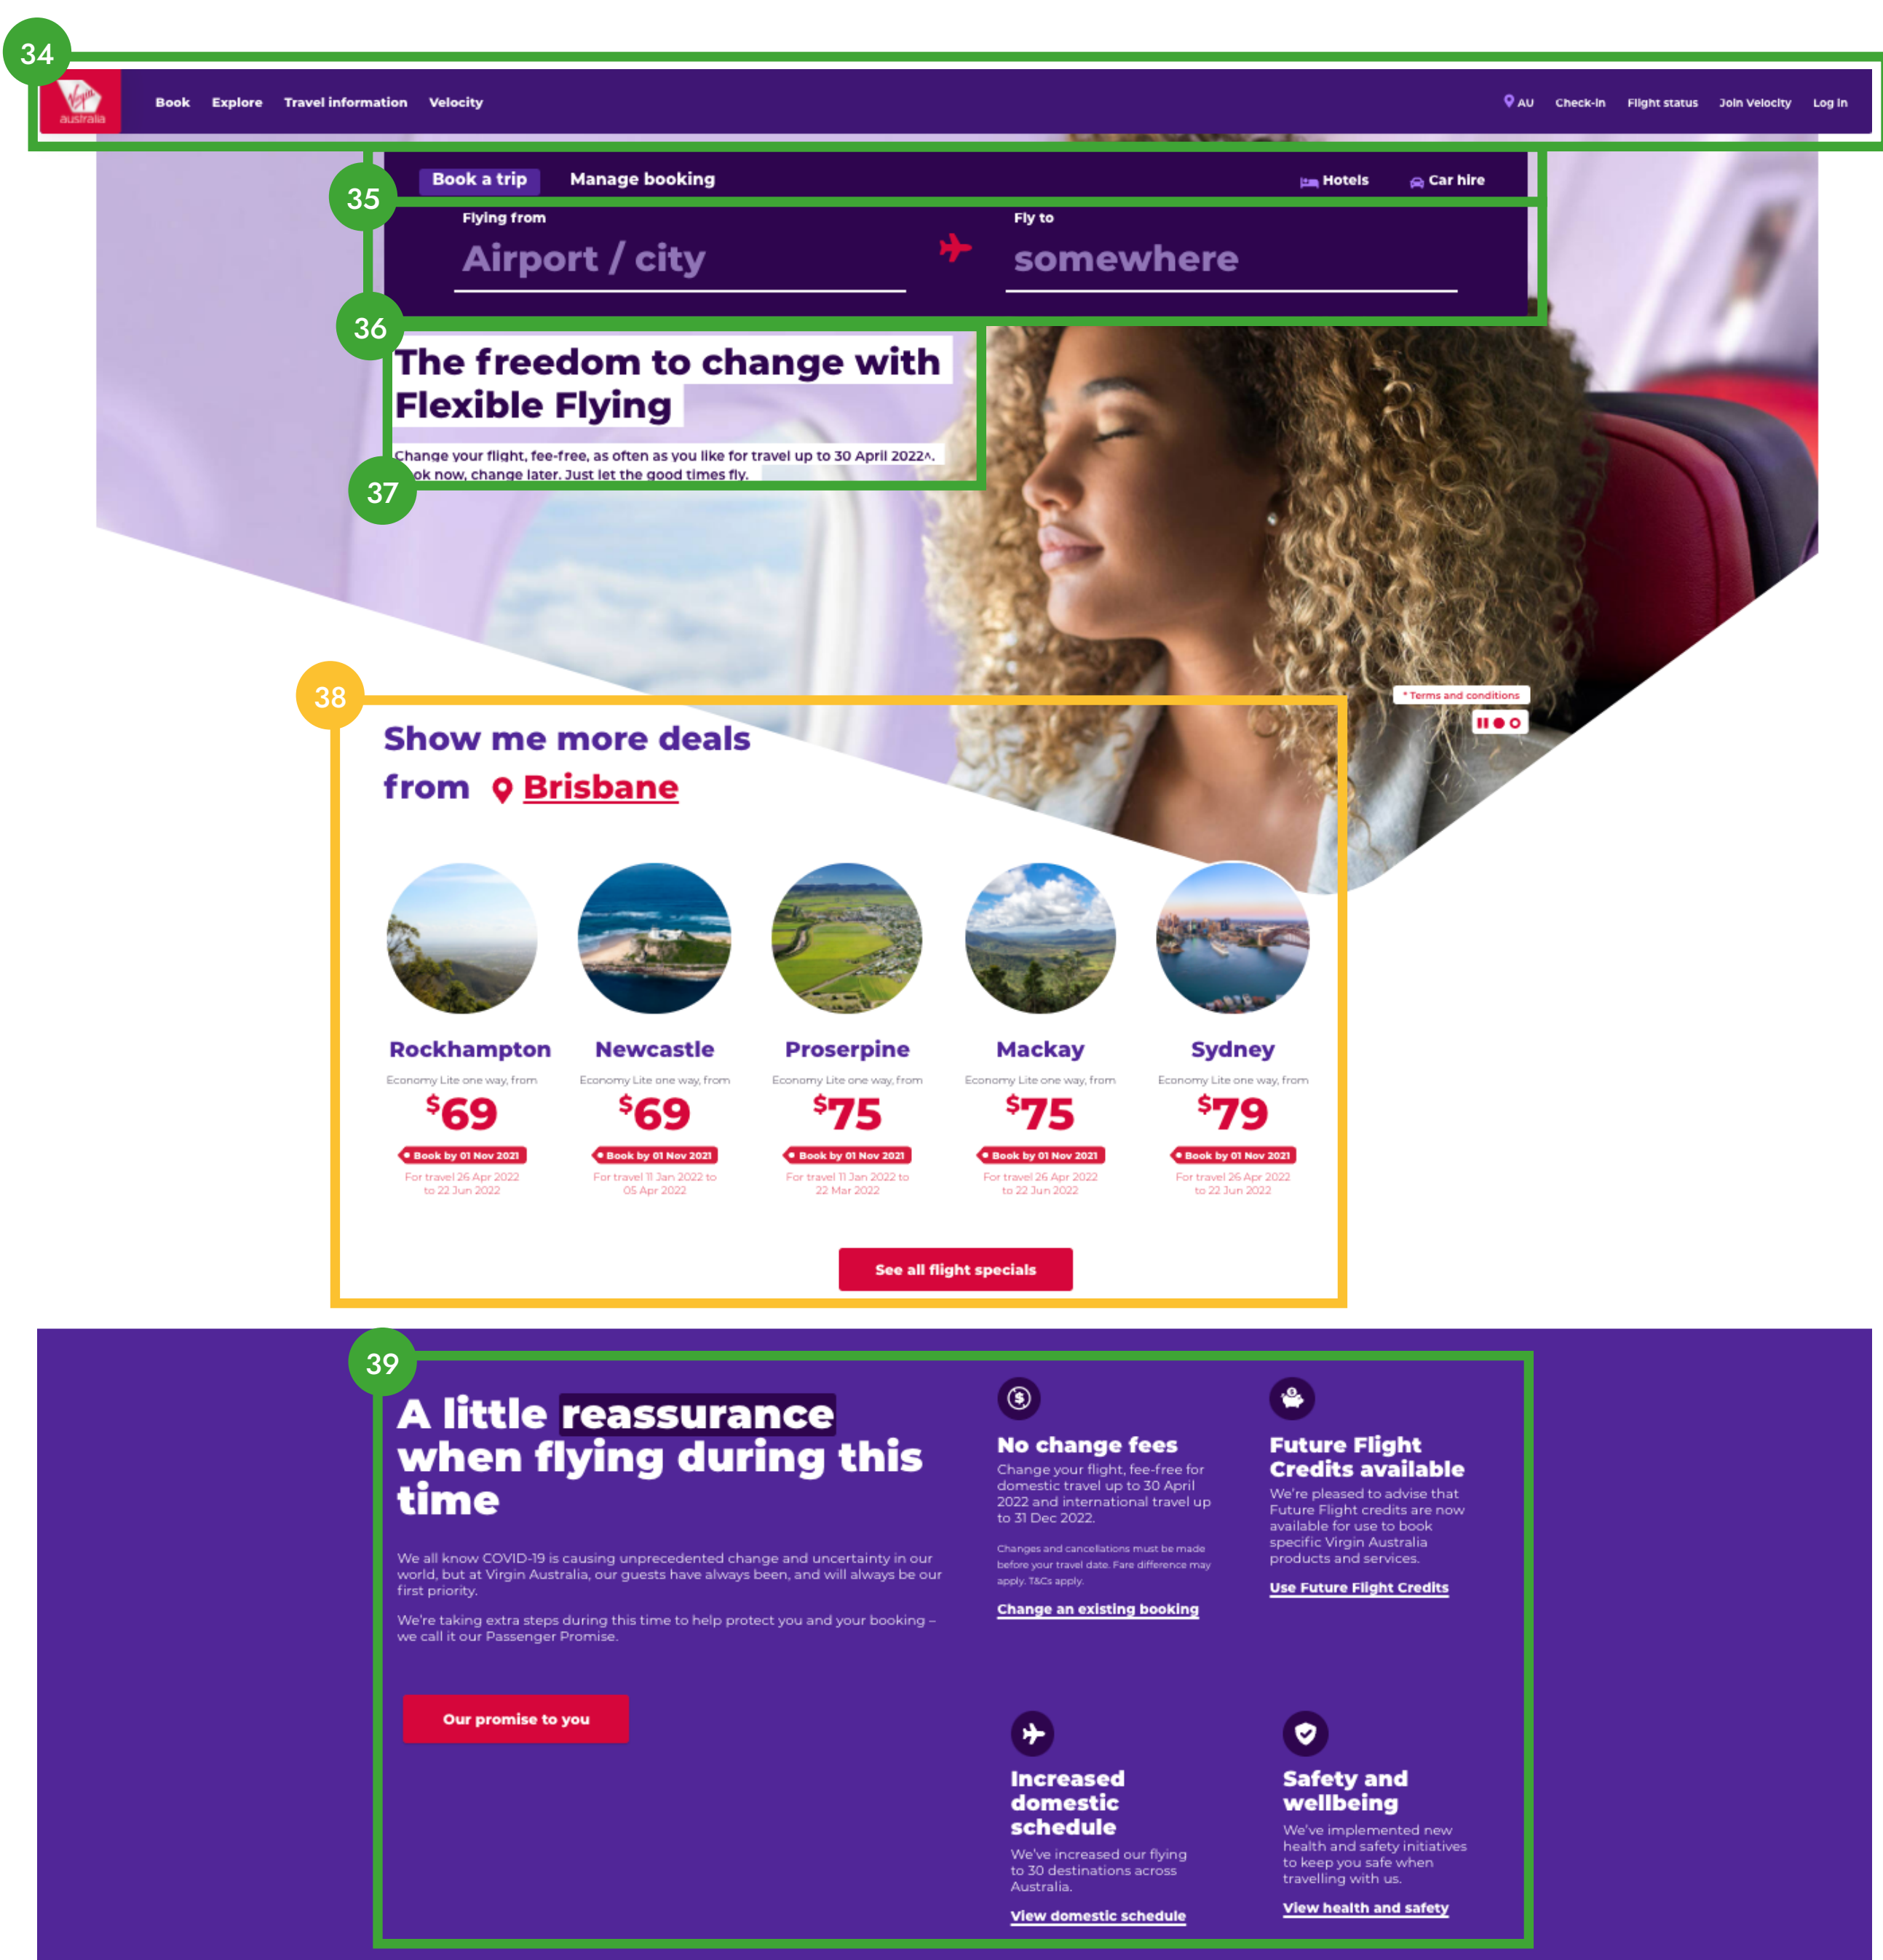 34
Virgin
australia
Book Explore Travel information Velocity
AU Check-in Flight status Join Velocity Log in
35
Book a trip Manage booking
Hotels Car hire
Flying from
Airport / city
Fly to
somewhere
36
The freedom to change with
Flexible Flying
Change your flight, fee-free, as often as you like for travel up to 30 April 2022^.
ok now, change later. Just let the good times fly.
37
* Terms and conditions
38
Show me more deals
from Brisbane
Rockhampton
Economy Lite one way, from
$69
Book by 01 Nov 2021
For travel 26 Apr 2022
to 22 Jun 2022
Newcastle
Economy Lite one way, from
$69
Book by 01 Nov 2021
For travel 11 Jan 2022 to
05 Apr 2022
Proserpine
Economy Lite one way, from
$75
Book by 01 Nov 2021
For travel 11 Jan 2022 to
22 Mar 2022
Mackay
Economy Lite one way, from
$75
Book by 01 Nov 2021
For travel 26 Apr 2022
to 22 Jun 2022
Sydney
Economy Lite one way, from
$79
Book by 01 Nov 2021
For travel 26 Apr 2022
to 22 Jun 2022
See all flight specials
39
A little reassurance
when flying during this
time
We all know COVID-19 is causing unprecedented change and uncertainty in our
world, but at Virgin Australia, our guests have always been, and will always be our
first priority.
We're taking extra steps during this time to help protect you and your booking –
we call it our Passenger Promise.
Our promise to you
No change fees
Change your flight, fee-free for
domestic travel up to 30 April
2022 and international travel up
to 31 Dec 2022.
Changes and cancellations must be made
before your travel date. Fare difference may
apply. T&Cs apply.
Change an existing booking
Future Flight
Credits available
We're pleased to advise that
Future Flight credits are now
available for use to book
specific Virgin Australia
products and services.
Use Future Flight Credits
Increased
domestic
schedule
We've increased our flying
to 30 destinations across
Australia.
View domestic schedule
Safety and
wellbeing
We've implemented new
health and safety initiatives
to keep you safe when
travelling with us.
View health and safety